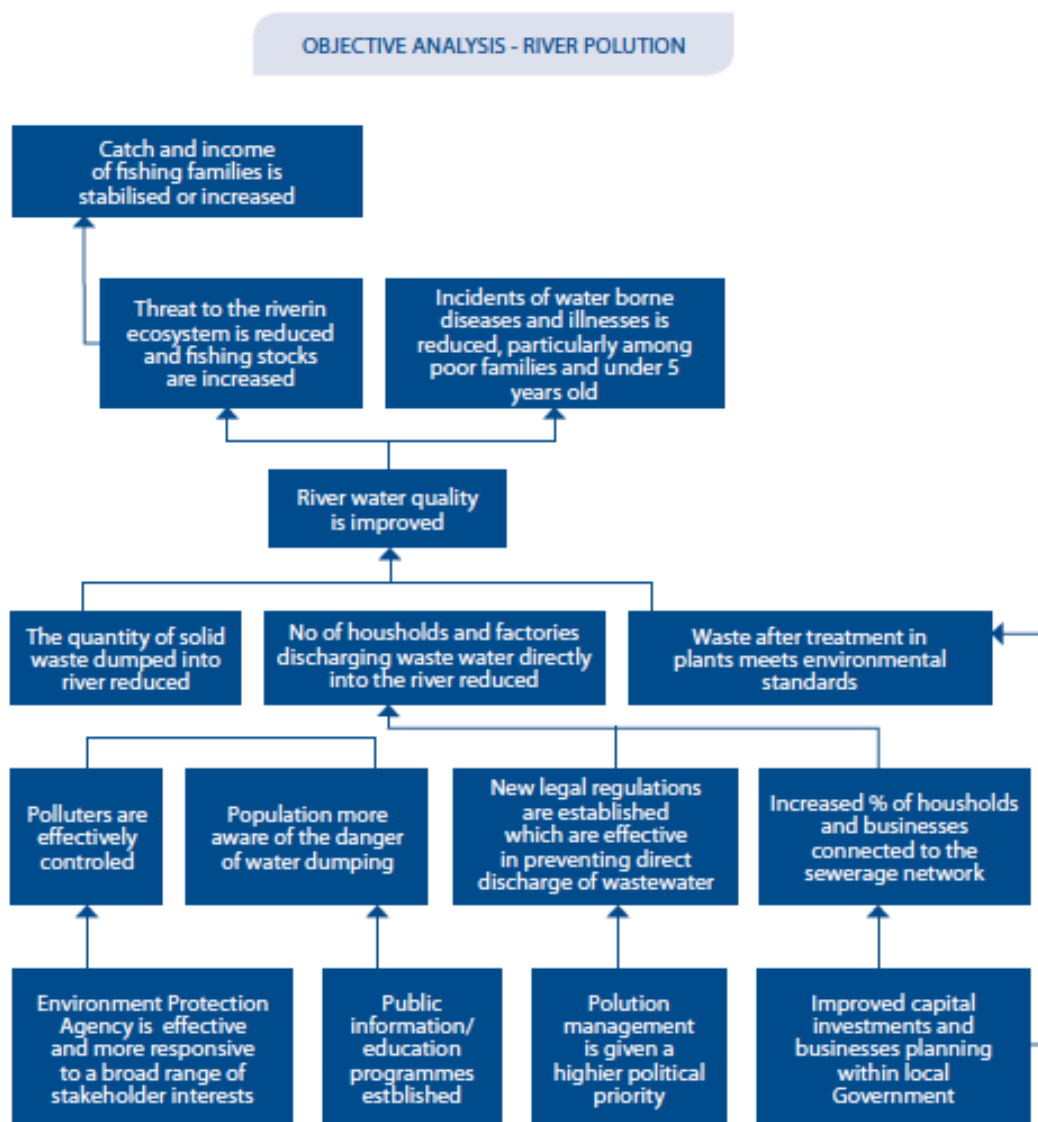 OBJECTIVE ANALYSIS - RIVER POLUTION
Catch and income
of fishing families is
stabilised or increased
Threat to the riverin
ecosystem is reduced
and fishing stocks
are increased
Incidents of water borne
diseases and illnesses is
reduced, particularly among
poor families and under 5
years old
River water quality
is improved
The quantity of solid
waste dumped into
river reduced
No of housholds and factories
discharging waste water directly
into the river reduced
Waste after treatment in
plants meets environmental
standards
Polluters are
effectively
controled
Population more
aware of the danger
of water dumping
New legal regulations
are established
which are effective
in preventing direct
discharge of wastewater
Increased % of housholds
and businesses
connected to the
sewerage network
Environment Protection
Agency is effective
and more responsive
to a broad range of
stakeholder interests
Public
information/
education
programmes
estblished
Polution
management
is given a
highier political
priority
Improved capital
investments and
businesses planning
within local
Government